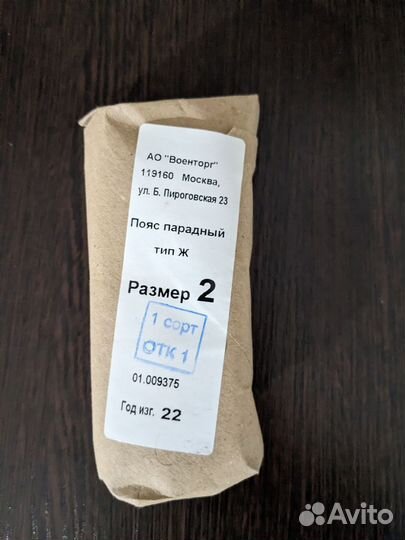 АО "Военторг"
119160 Москва,
ул. Б. Пироговская 23
Пояс парадный
тип Ж
Размер 2
1 сорт
ОТК 1
01.009375
Год изг. 22
Avito